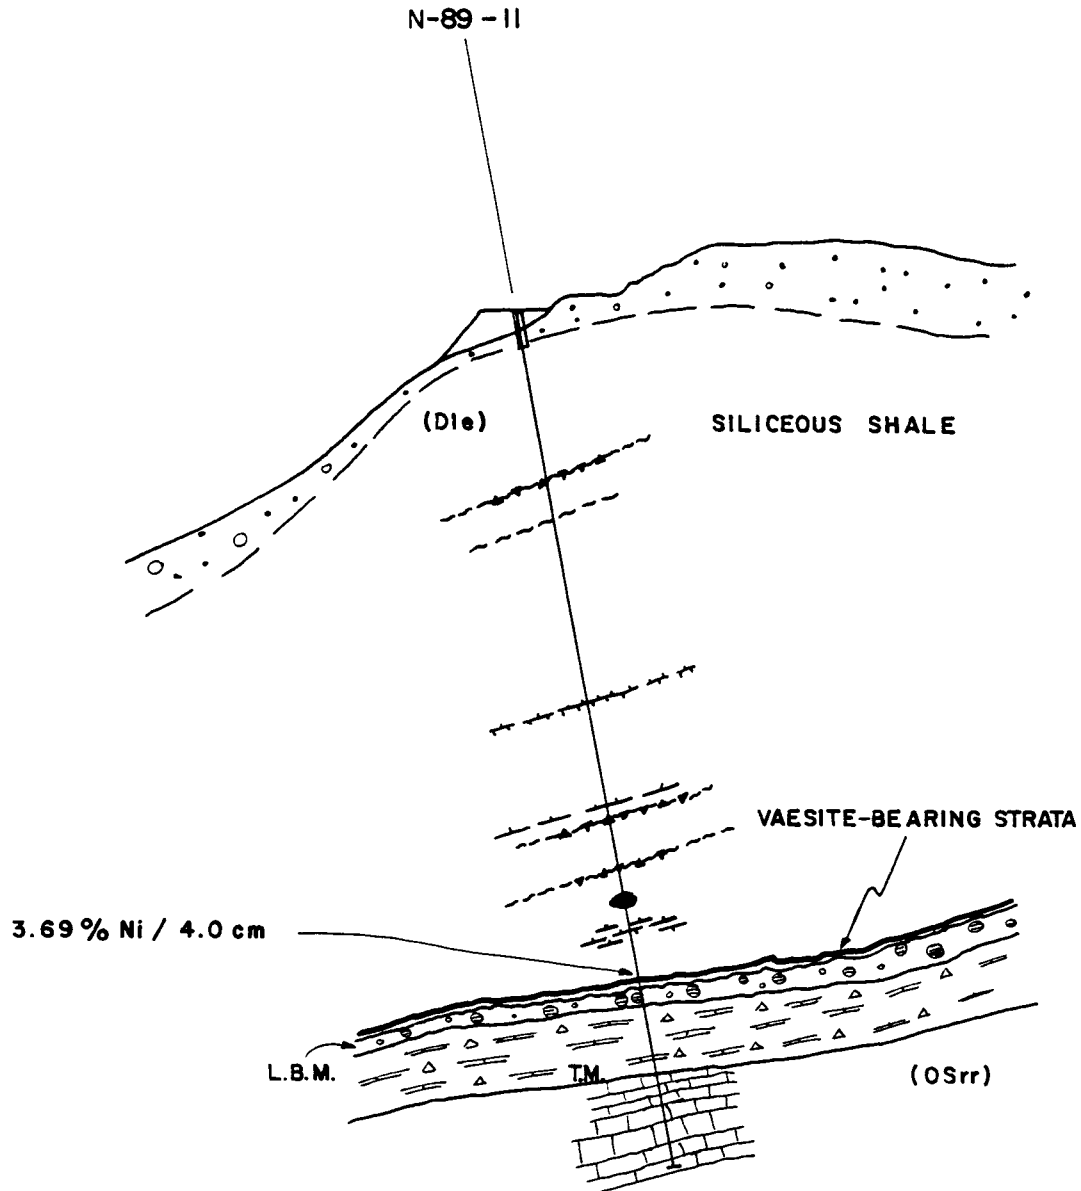 N-89-11
(Dle)
SILICEOUS SHALE
VAESITE-BEARING STRATA
3.69% Ni / 4.0 cm
L.B.M.
T.M.
(OSrr)